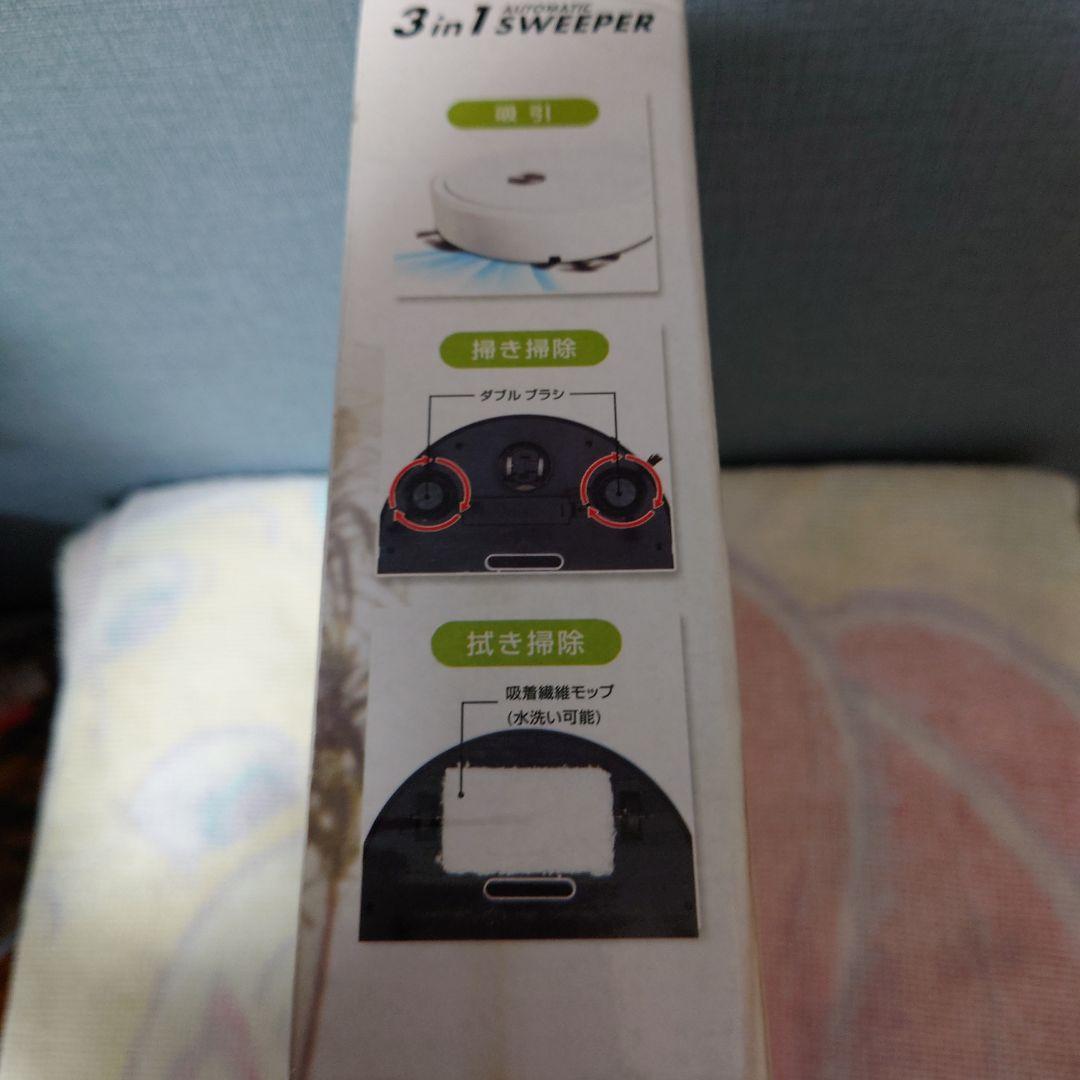 3 in 1 AUTOMATIC SWEEPER
吸引
掃き掃除
ダブルブラシ
拭き掃除
吸着繊維モップ
(水洗い可能)